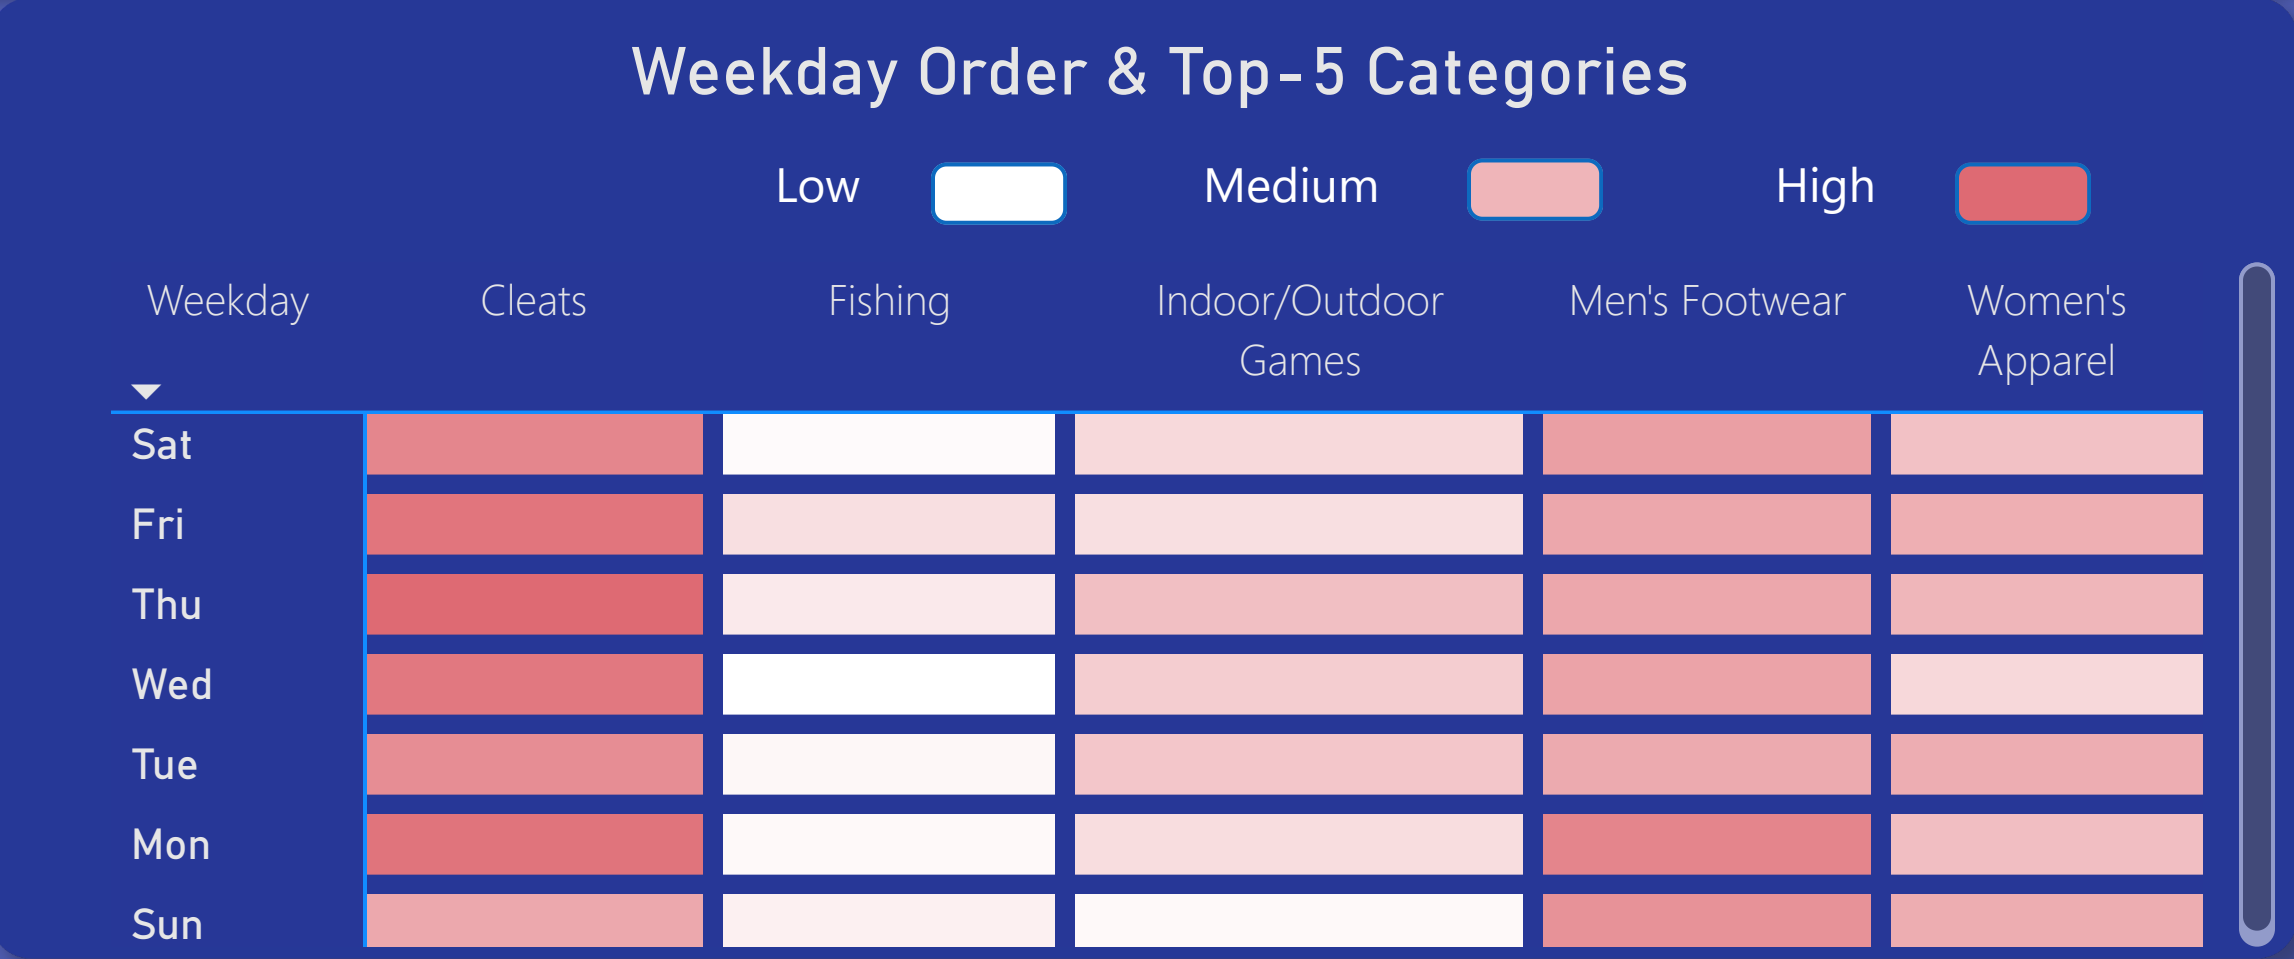 Weekday Order & Top-5 Categories
Low Medium High
Weekday Cleats Fishing Indoor/Outdoor Games Men's Footwear Women's Apparel
Sat
Fri
Thu
Wed
Tue
Mon
Sun